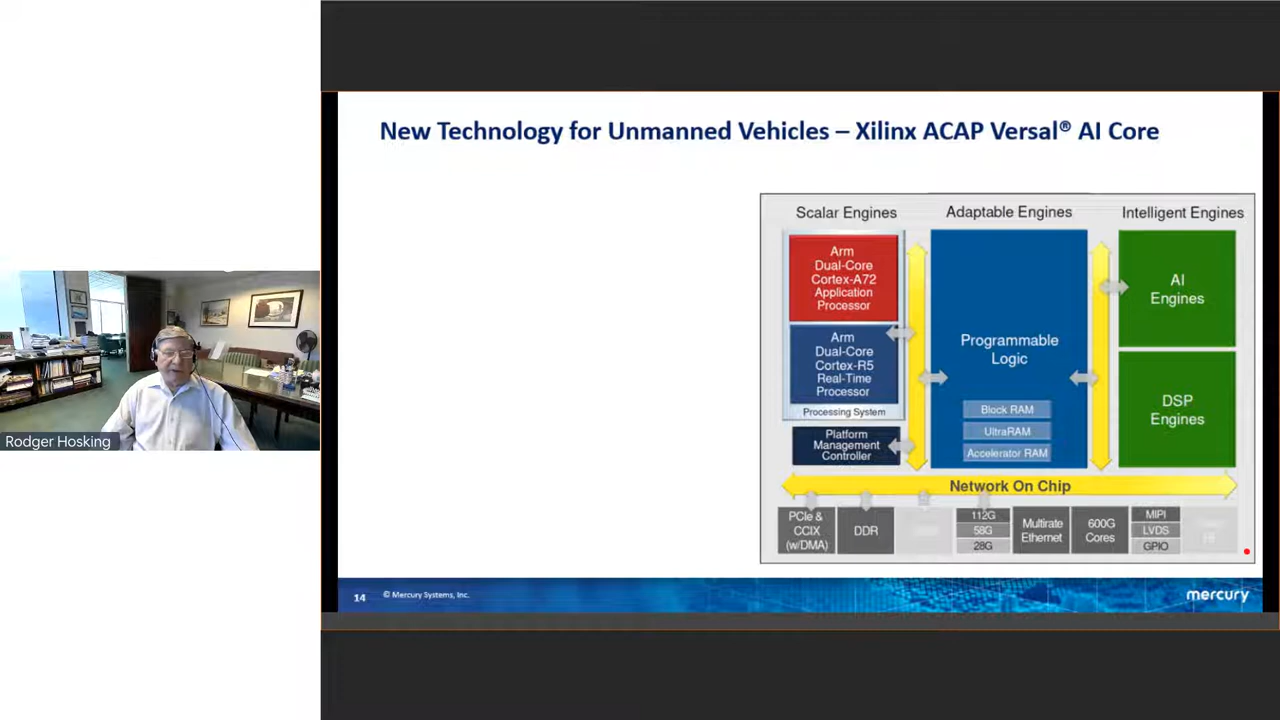 New Technology for Unmanned Vehicles – Xilinx ACAP Versal® AI Core
Scalar Engines
Adaptable Engines
Intelligent Engines
Arm
Dual-Core
Cortex-A72
Application
Processor
Arm
Dual-Core
Cortex-R5
Real-Time
Processor
Processing System
Platform
Management
Controller
Programmable
Logic
Block RAM
UltraRAM
Accelerator RAM
AI
Engines
DSP
Engines
Network On Chip
PCIe &
CCIX
(w/DMA)
DDR
112G
58G
28G
Multirate
Ethernet
600G
Cores
MIPI
LVDS
GPIO
Rodger Hosking
14
© Mercury Systems, Inc.
mercury